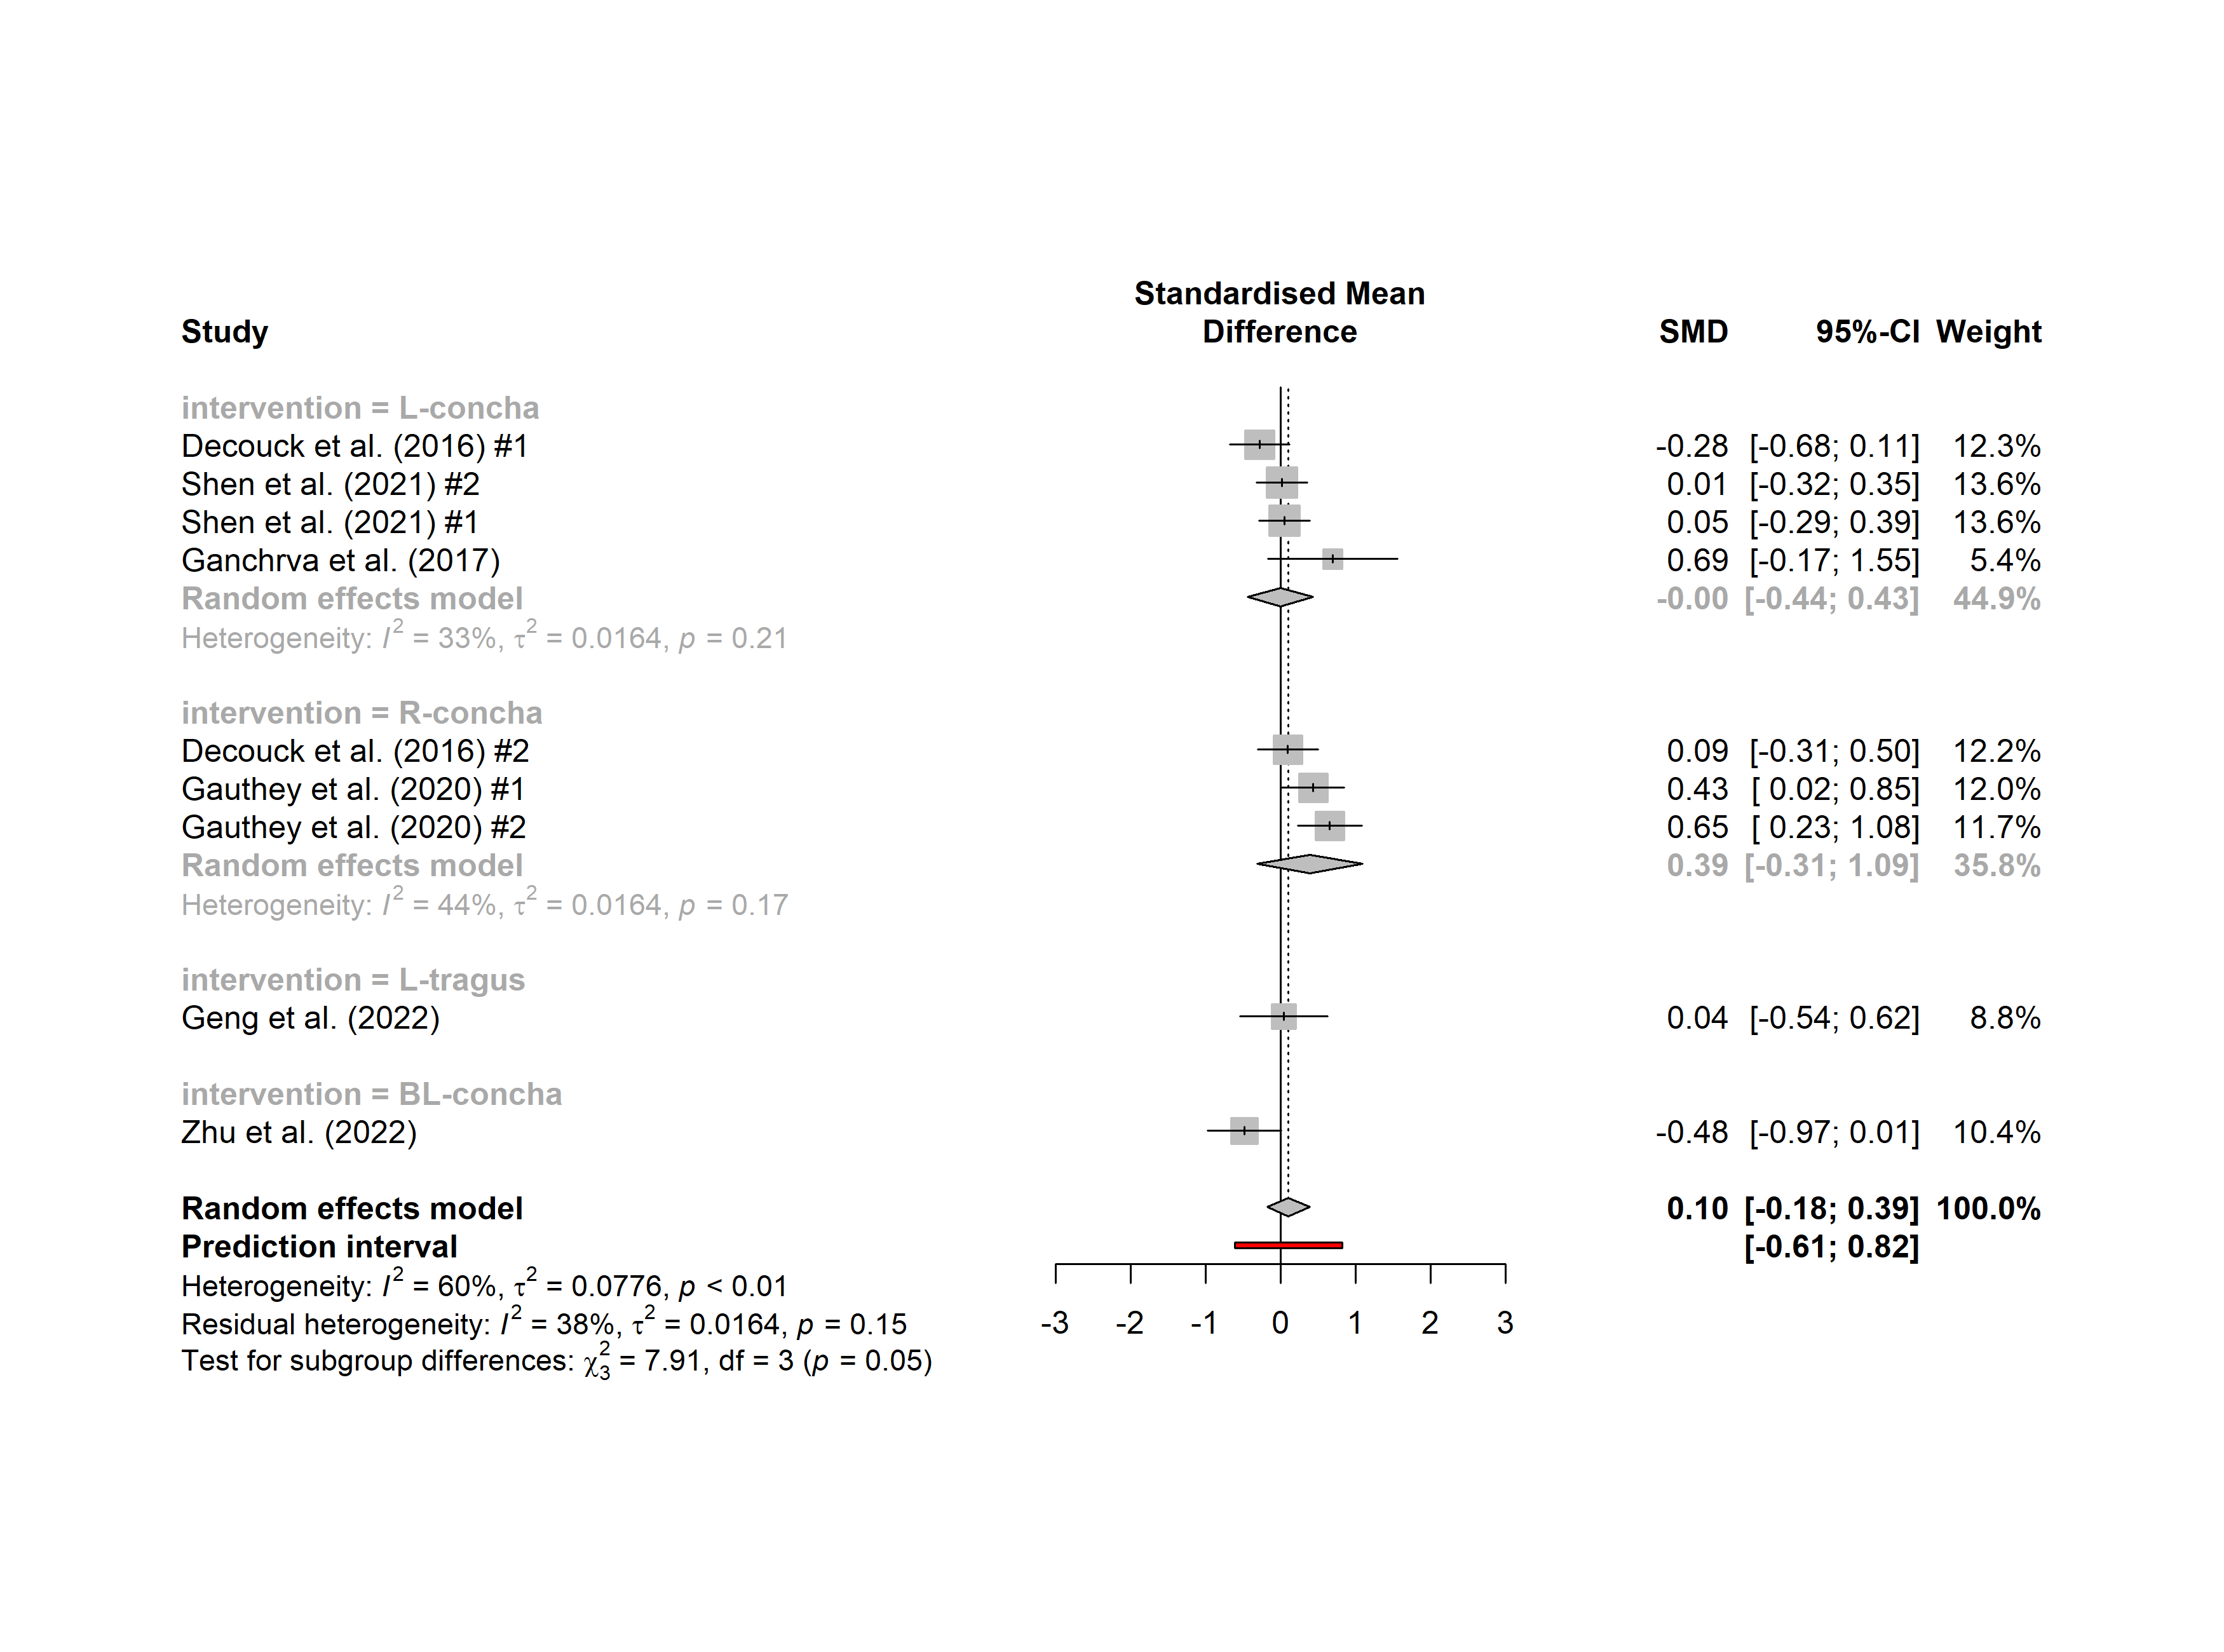 Standardised Mean
Study Difference SMD 95%-CI Weight
intervention = L-concha
Decouck et al. (2016) #1 -0.28 [-0.68; 0.11] 12.3%
Shen et al. (2021) #2 0.01 [-0.32; 0.35] 13.6%
Shen et al. (2021) #1 0.05 [-0.29; 0.39] 13.6%
Ganchrva et al. (2017) 0.69 [-0.17; 1.55] 5.4%
Random effects model -0.00 [-0.44; 0.43] 44.9%
Heterogeneity: I² = 33%, τ² = 0.0164, p = 0.21
intervention = R-concha
Decouck et al. (2016) #2 0.09 [-0.31; 0.50] 12.2%
Gauthey et al. (2020) #1 0.43 [ 0.02; 0.85] 12.0%
Gauthey et al. (2020) #2 0.65 [ 0.23; 1.08] 11.7%
Random effects model 0.39 [-0.31; 1.09] 35.8%
Heterogeneity: I² = 44%, τ² = 0.0164, p = 0.17
intervention = L-tragus
Geng et al. (2022) 0.04 [-0.54; 0.62] 8.8%
intervention = BL-concha
Zhu et al. (2022) -0.48 [-0.97; 0.01] 10.4%
Random effects model 0.10 [-0.18; 0.39] 100.0%
Prediction interval [-0.61; 0.82]
Heterogeneity: I² = 60%, τ² = 0.0776, p < 0.01
Residual heterogeneity: I² = 38%, τ² = 0.0164, p = 0.15
-3 -2 -1 0 1 2 3
Test for subgroup differences: χ²₃ = 7.91, df = 3 (p = 0.05)